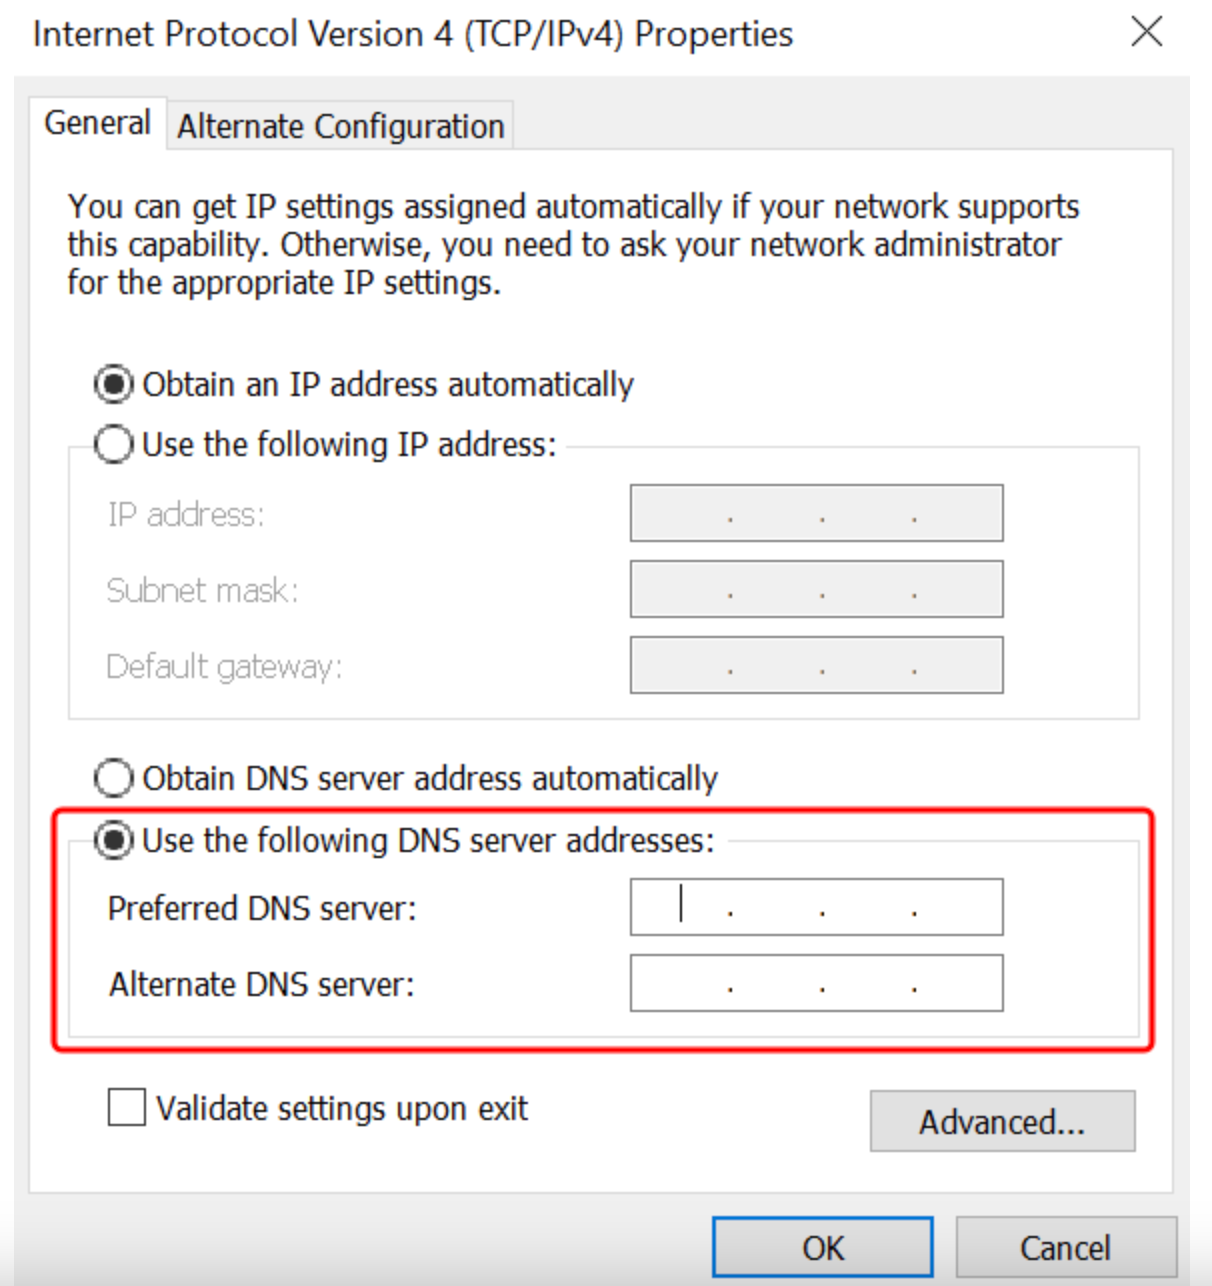 Internet Protocol Version 4 (TCP/IPv4) Properties
General
Alternate Configuration
You can get IP settings assigned automatically if your network supports
this capability. Otherwise, you need to ask your network administrator
for the appropriate IP settings.
Obtain an IP address automatically
Use the following IP address:
IP address:
Subnet mask:
Default gateway:
Obtain DNS server address automatically
Use the following DNS server addresses:
Preferred DNS server:
Alternate DNS server:
Validate settings upon exit
Advanced...
OK
Cancel